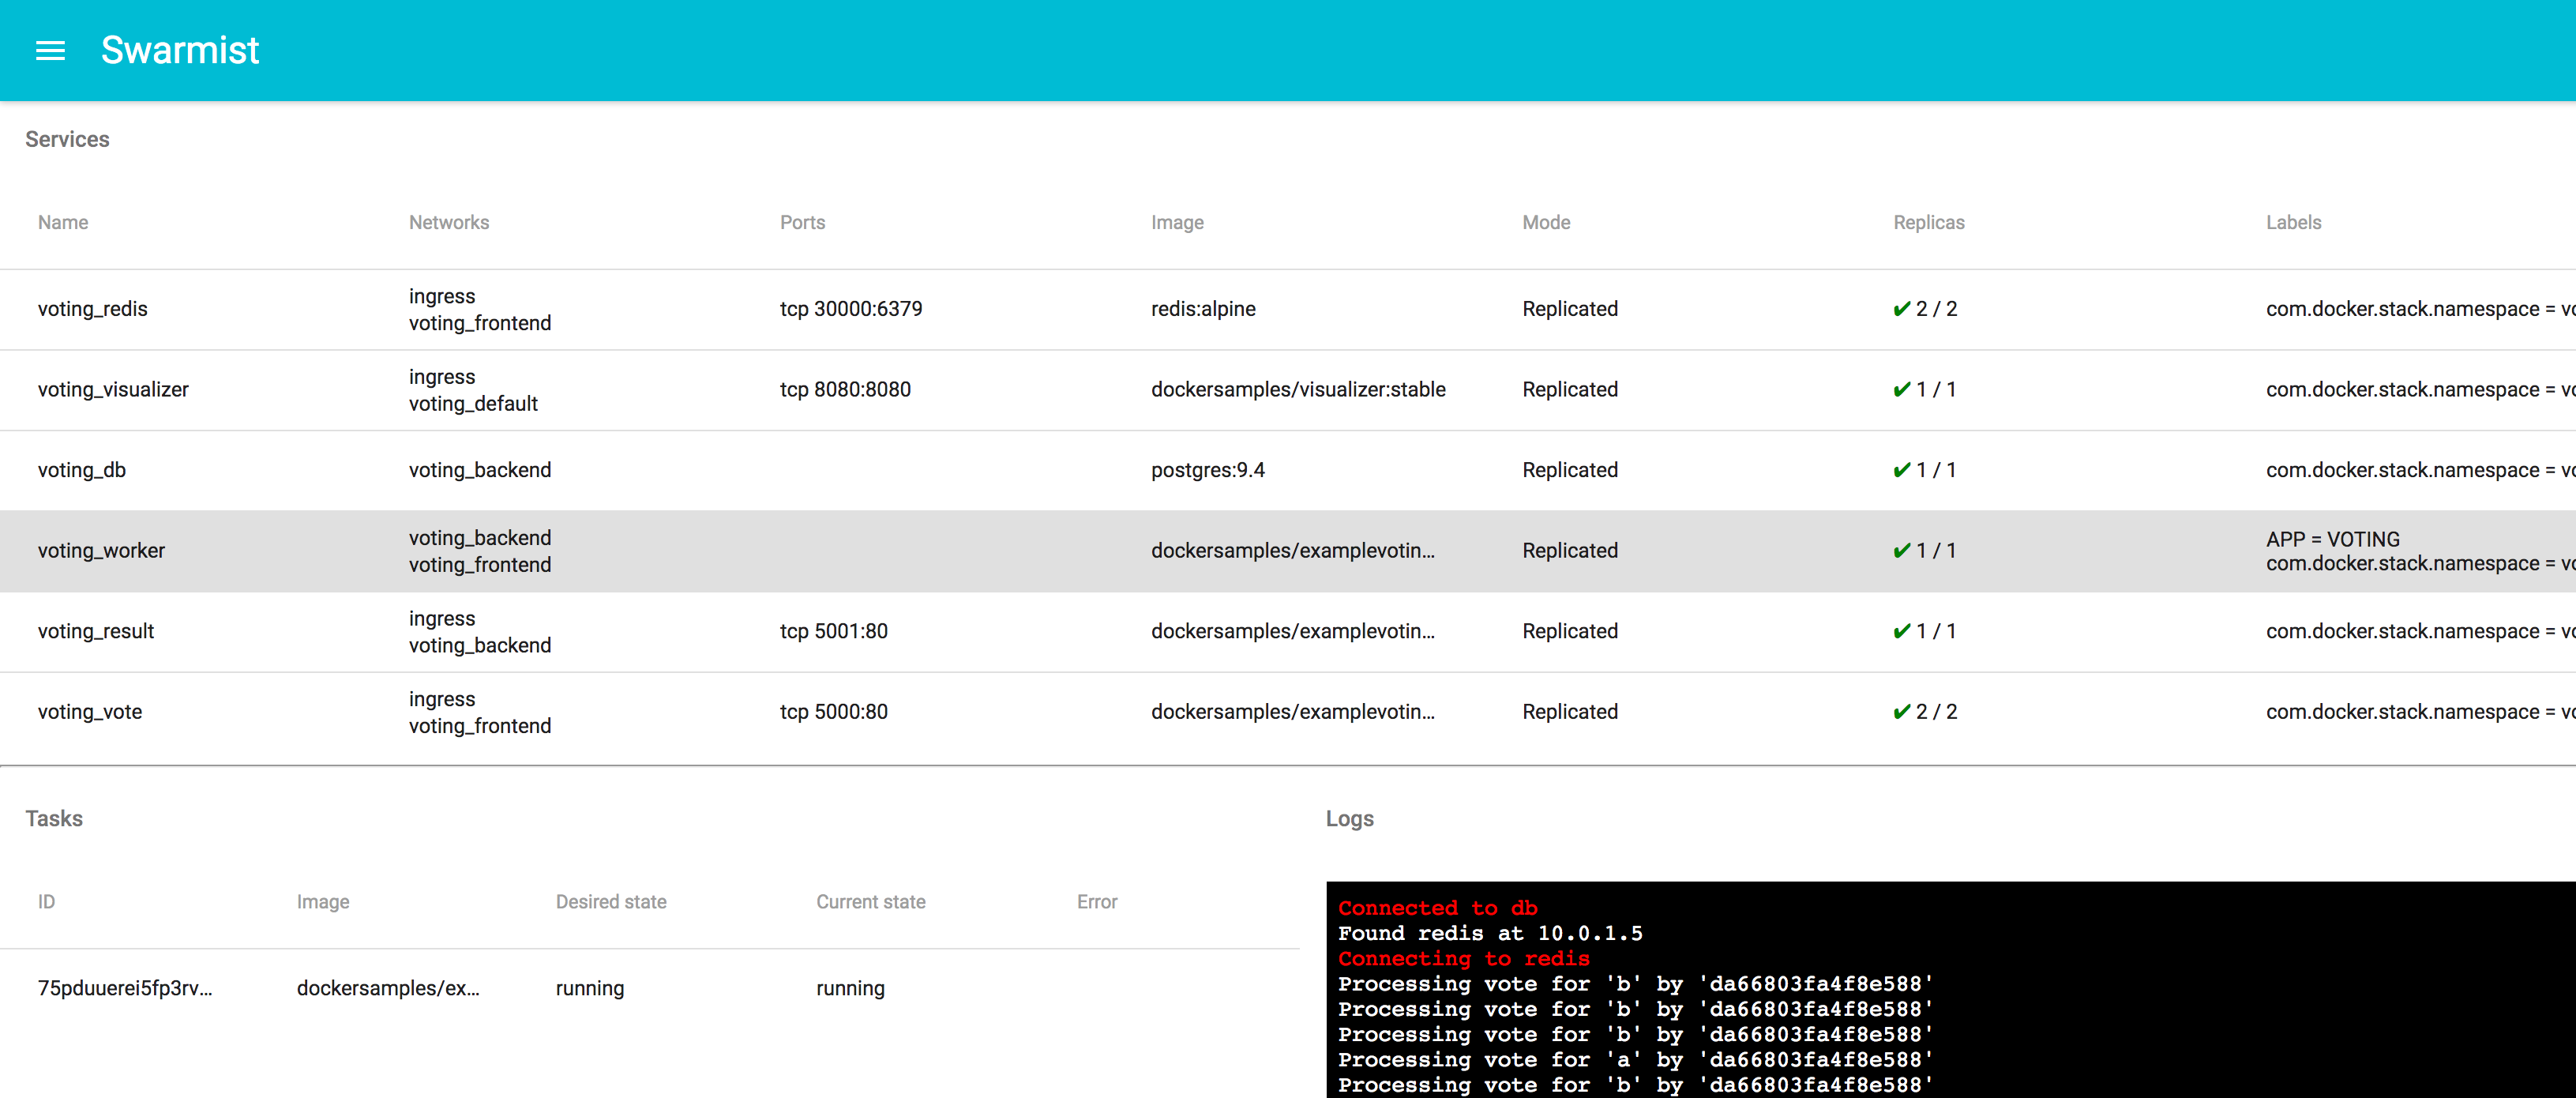 Swarmist
Services
Name Networks Ports Image Mode Replicas Labels
voting_redis ingress voting_frontend tcp 30000:6379 redis:alpine Replicated ✔ 2 / 2 com.docker.stack.namespace = vo
voting_visualizer ingress voting_default tcp 8080:8080 dockersamples/visualizer:stable Replicated ✔ 1 / 1 com.docker.stack.namespace = vo
voting_db voting_backend postgres:9.4 Replicated ✔ 1 / 1 com.docker.stack.namespace = vo
voting_worker voting_backend voting_frontend dockersamples/examplevotin... Replicated ✔ 1 / 1 APP = VOTING com.docker.stack.namespace = vo
voting_result ingress voting_backend tcp 5001:80 dockersamples/examplevotin... Replicated ✔ 1 / 1 com.docker.stack.namespace = vo
voting_vote ingress voting_frontend tcp 5000:80 dockersamples/examplevotin... Replicated ✔ 2 / 2 com.docker.stack.namespace = vo
Tasks
ID Image Desired state Current state Error
75pduuerei5fp3rv... dockersamples/ex... running running
Logs
Connected to db
Found redis at 10.0.1.5
Connecting to redis
Processing vote for 'b' by 'da66803fa4f8e588'
Processing vote for 'b' by 'da66803fa4f8e588'
Processing vote for 'b' by 'da66803fa4f8e588'
Processing vote for 'a' by 'da66803fa4f8e588'
Processing vote for 'b' by 'da66803fa4f8e588'